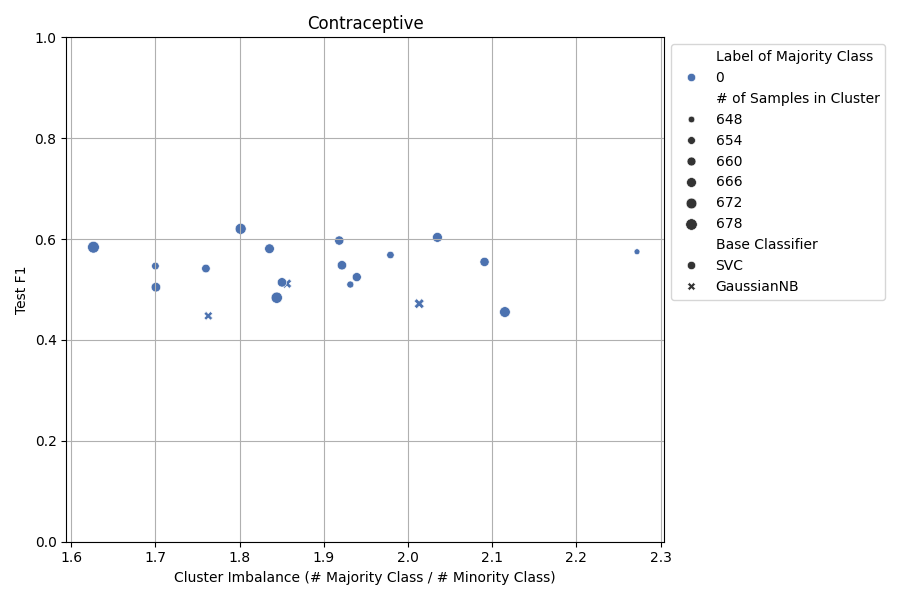 Contraceptive
1.0
0.8
0.6
0.4
0.2
0.0
Test F1
1.6 1.7 1.8 1.9 2.0 2.1 2.2 2.3
Cluster Imbalance (# Majority Class / # Minority Class)
Label of Majority Class
0
# of Samples in Cluster
648
654
660
666
672
678
Base Classifier
SVC
GaussianNB